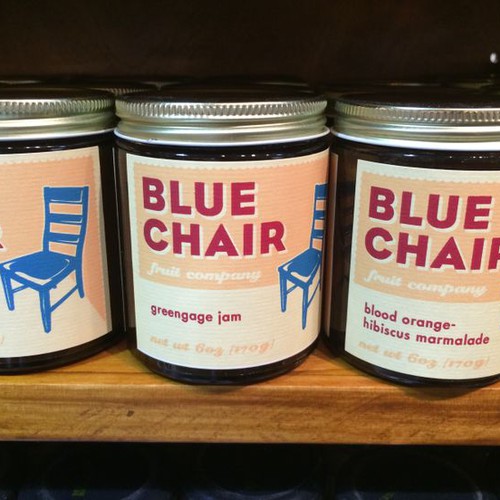 BLUE
CHAIR
fruit company
greengage jam
net wt 6oz (170g)
BLUE
CHAIR
fruit company
blood orange-
hibiscus marmalade
net wt 6oz (170g)